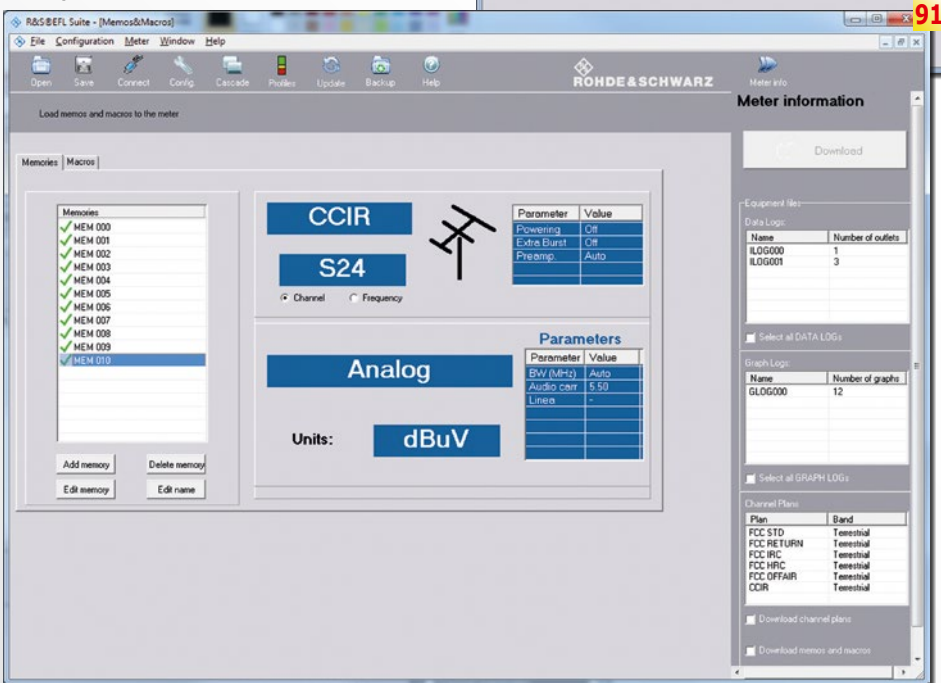 91
R&S®EFL Suite - [Memos&Macros]
File Configuration Meter Window Help
Open Save Connect Config. Cascade Profiles Update Backup Help
ROHDE&SCHWARZ
Meter info
Load memos and macros to the meter
Meter information
Download
Memories Macros
Memories
MEM 000
MEM 001
MEM 002
MEM 003
MEM 004
MEM 005
MEM 006
MEM 007
MEM 008
MEM 009
MEM 010
Add memory Delete memory
Edit memory Edit name
CCIR
S24
Channel Frequency
Parameter Value
Powering Off
Extra Burst Off
Preamp. Auto
Analog
Units: dBuV
Parameters
Parameter Value
BW (MHz) Auto
Audio carr 5.50
Linea -
Equipment files
Data Logs:
Name Number of outlets
ILOG000 1
ILOG001 3
Select all DATA LOGs
Graph Logs:
Name Number of graphs
GLOG000 12
Select all GRAPH LOGs
Channel Plans
Plan Band
FCC STD Terrestrial
FCC RETURN Terrestrial
FCC IRC Terrestrial
FCC HRC Terrestrial
FCC OFFAIR Terrestrial
CCIR Terrestrial
Download channel plans
Download memos and macros